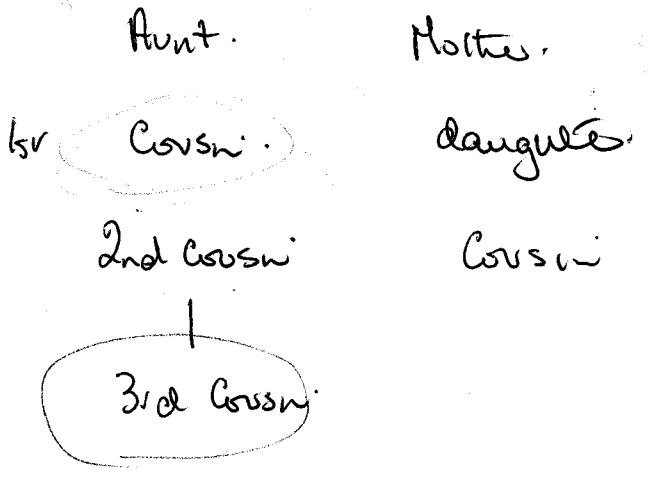 Aunt. Mother.
1st Cousin. daughter.
2nd Cousin Cousin
3rd Cousin.